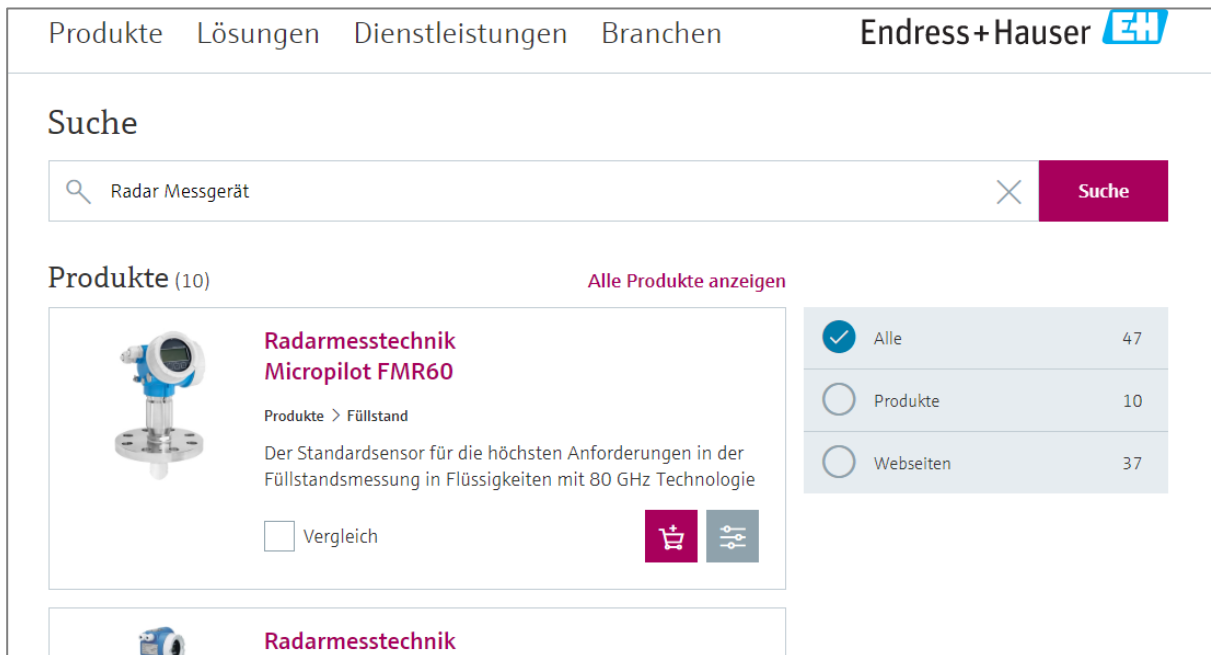 Produkte Lösungen Dienstleistungen Branchen
Endress+Hauser EH
Suche
Radar Messgerät
Suche
Produkte (10)
Alle Produkte anzeigen
Radarmesstechnik
Micropilot FMR60
Produkte > Füllstand
Der Standardsensor für die höchsten Anforderungen in der
Füllstandsmessung in Flüssigkeiten mit 80 GHz Technologie
Vergleich
Alle 47
Produkte 10
Webseiten 37
Radarmesstechnik